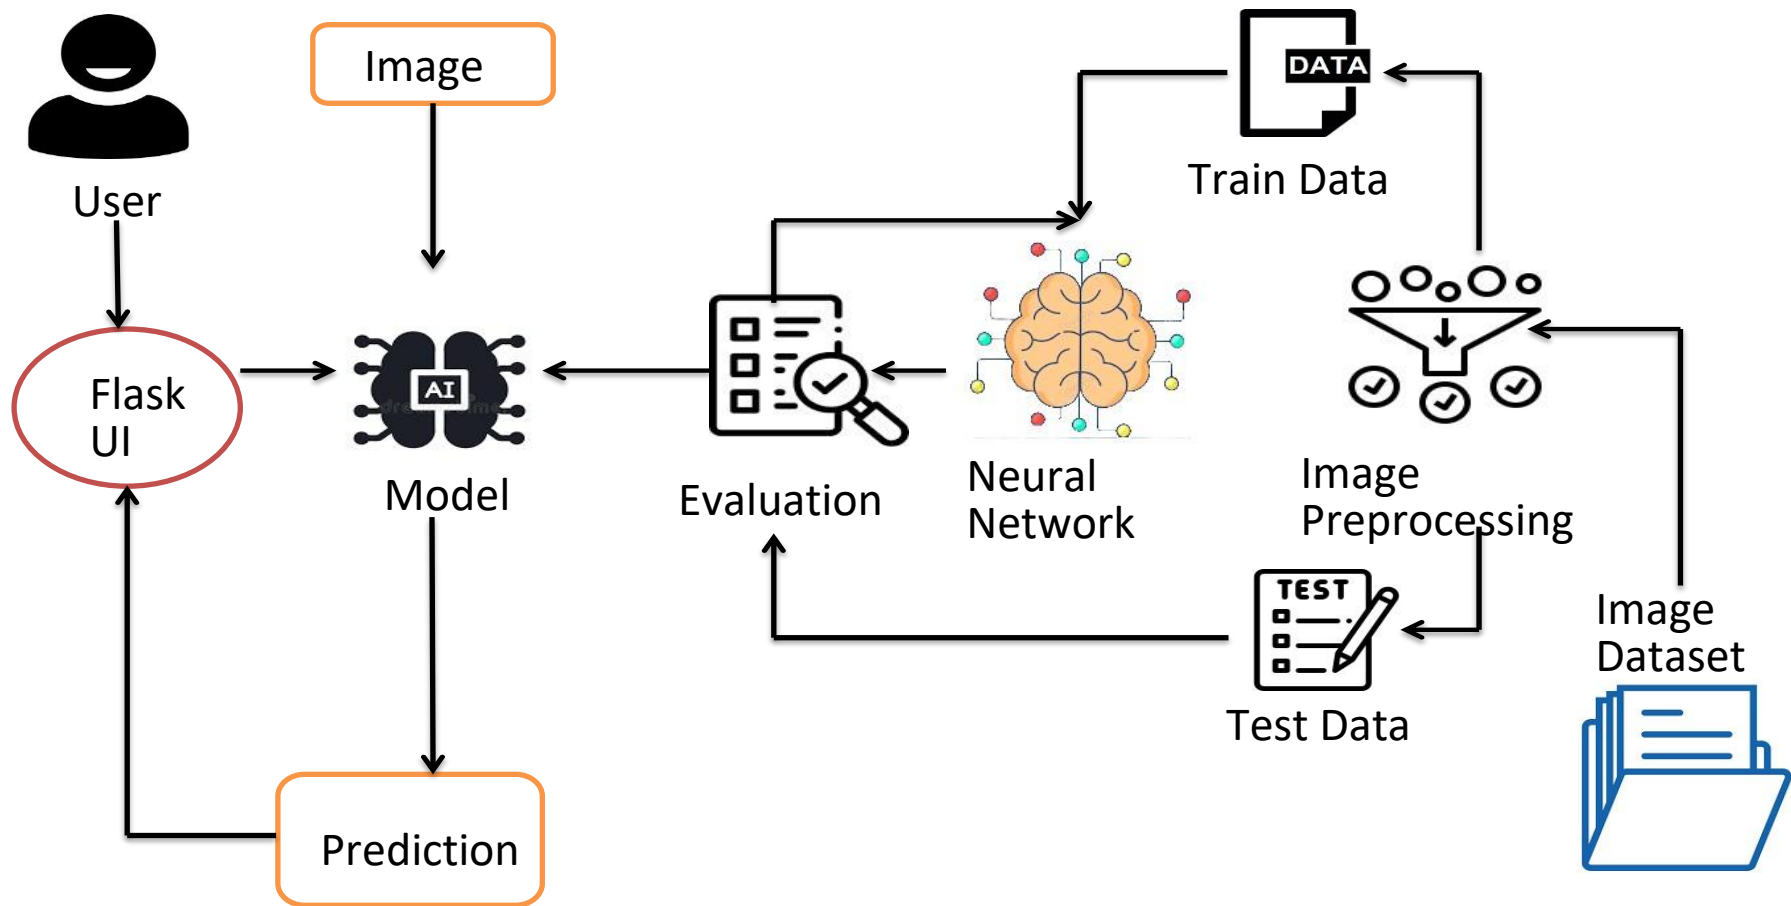 Image
DATA
Train Data
User
Flask
UI
AI
Model
Evaluation
Neural
Network
Image
Preprocessing
TEST
Test Data
Image
Dataset
Prediction